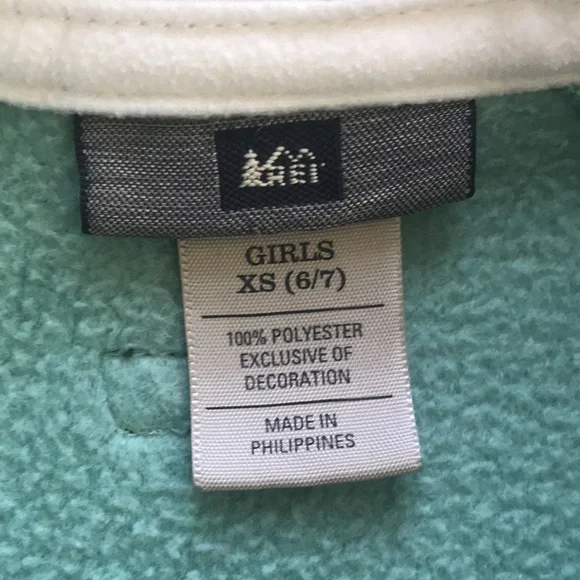 REI
GIRLS
XS (6/7)
100% POLYESTER
EXCLUSIVE OF
DECORATION
MADE IN
PHILIPPINES